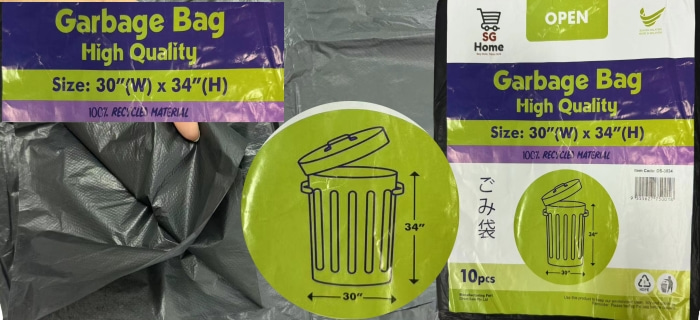 Garbage Bag
High Quality
Size: 30"(W) x 34"(H)
100% RECYCLED MATERIAL
34"
30"
SG
Home
OPEN
Garbage Bag
High Quality
Size: 30"(W) x 34"(H)
100% RECYCLED MATERIAL
ごみ袋
34"
30"
10pcs
HDPE